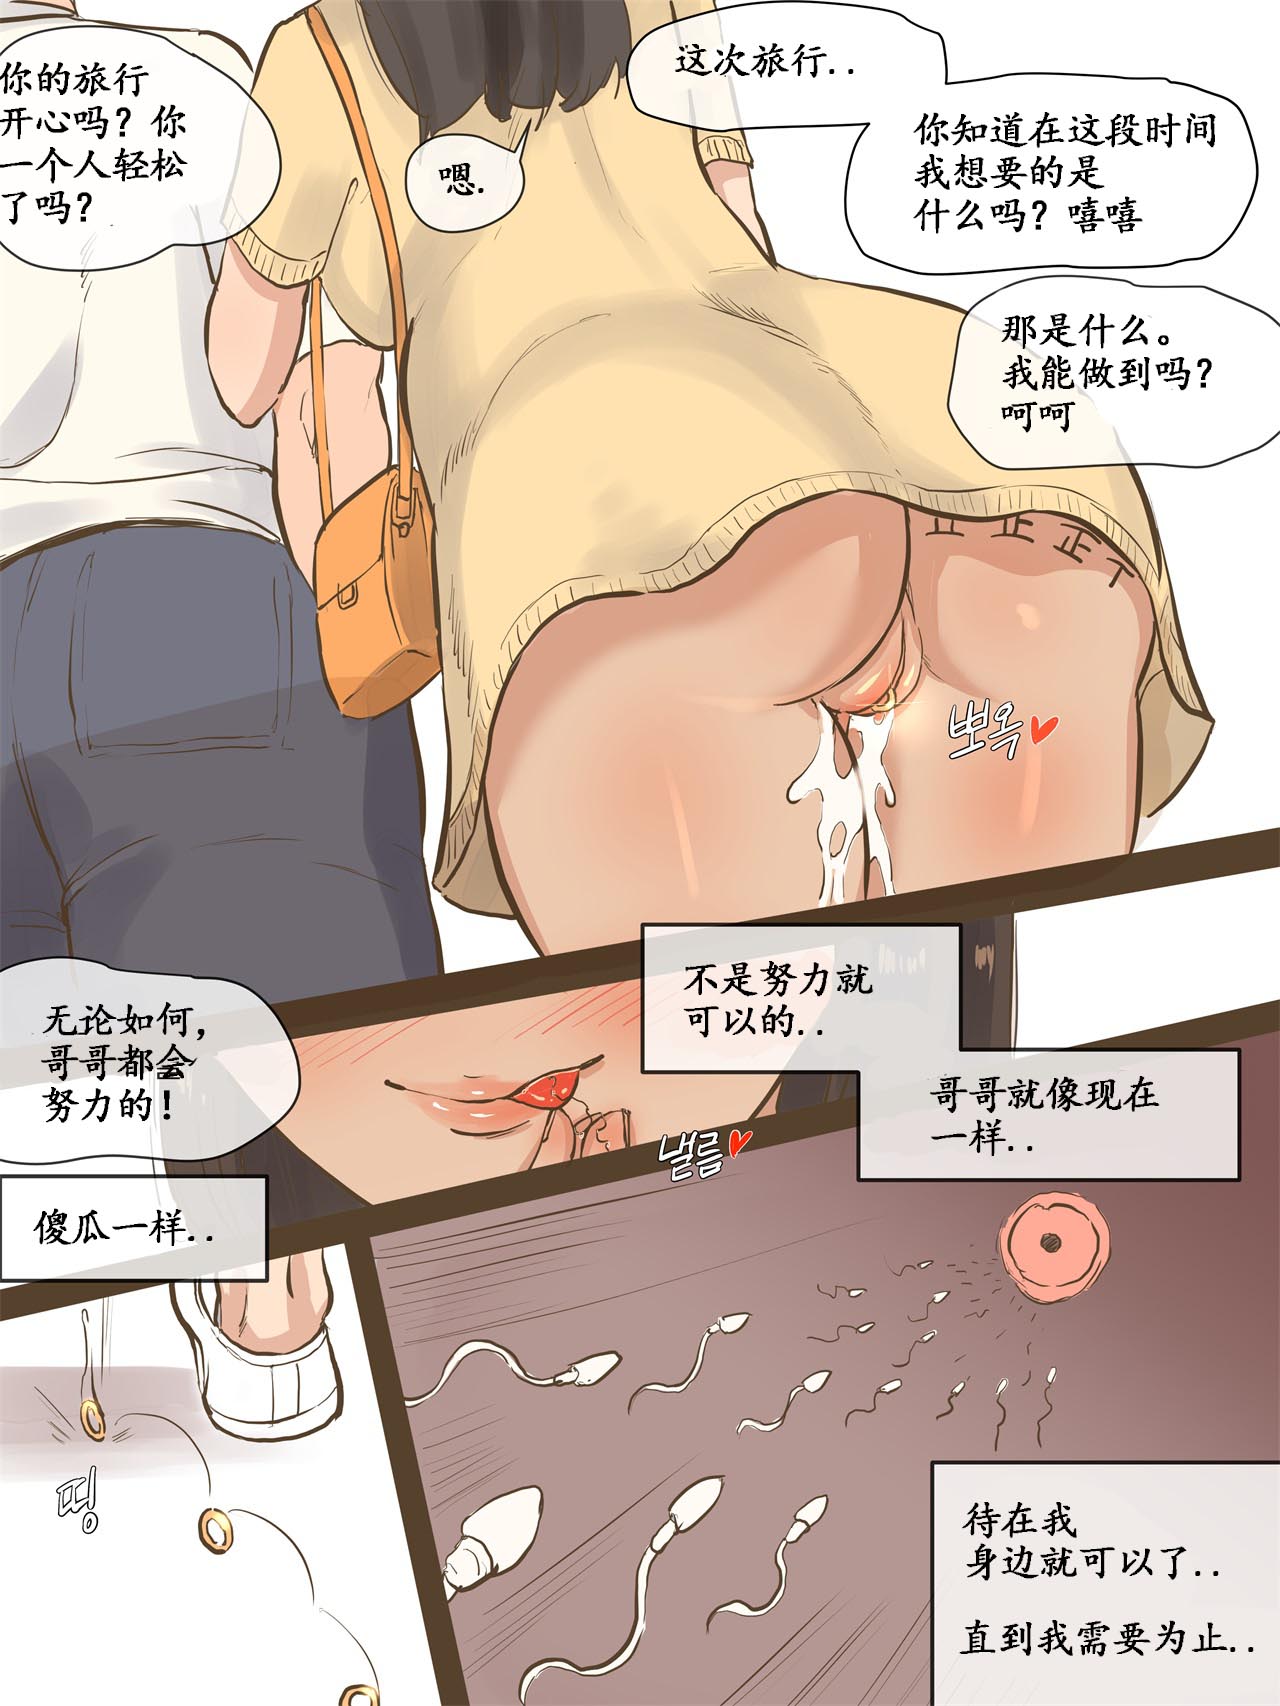 你的旅行
开心吗？你
一个人轻松
了吗？
嗯.
这次旅行..
你知道在这段时间
我想要的是
什么吗？嘻嘻
那是什么。
我能做到吗？
呵呵
正正下
뽀옥
不是努力就
可以的..
无论如何，
哥哥都会
努力的！
哥哥就像现在
一样..
낼름
傻瓜一样..
띵
待在我
身边就可以了..
直到我需要为止..